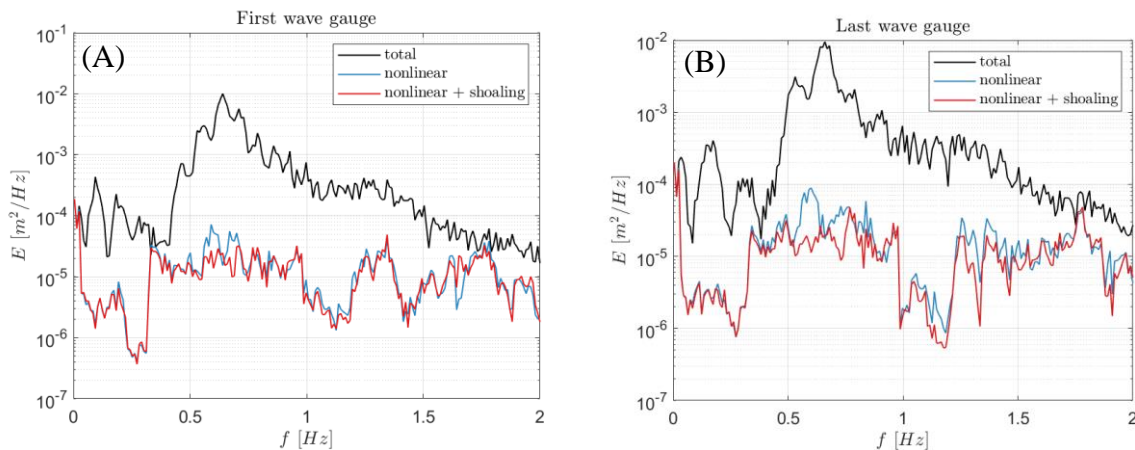 First wave gauge
(A)
total
nonlinear
nonlinear + shoaling
10^-1
10^-2
10^-3
10^-4
10^-5
10^-6
10^-7
E [m^2/Hz]
0 0.5 1 1.5 2
f [Hz]
Last wave gauge
(B)
total
nonlinear
nonlinear + shoaling
10^-2
10^-3
10^-4
10^-5
10^-6
10^-7
E [m^2/Hz]
0 0.5 1 1.5 2
f [Hz]